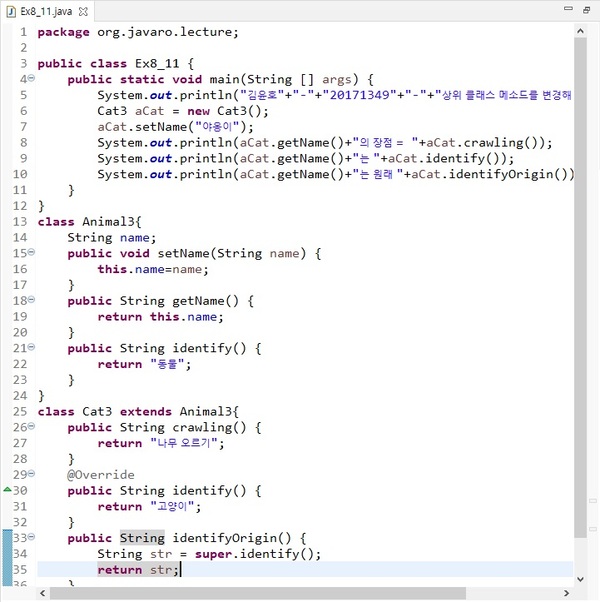 Ex8_11.java
1 package org.javaro.lecture;
2
3 public class Ex8_11 {
4 public static void main(String [] args) {
5 System.out.println("김윤호"+"-"+"20171349"+"-"+"상위 클래스 메소드를 변경해
6 Cat3 aCat = new Cat3();
7 aCat.setName("야옹이");
8 System.out.println(aCat.getName()+"의 장점 = "+aCat.crawling());
9 System.out.println(aCat.getName()+"는 "+aCat.identify());
10 System.out.println(aCat.getName()+"는 원래 "+aCat.identifyOrigin())
11 }
12 }
13 class Animal3{
14 String name;
15 public void setName(String name) {
16 this.name=name;
17 }
18 public String getName() {
19 return this.name;
20 }
21 public String identify() {
22 return "동물";
23 }
24 }
25 class Cat3 extends Animal3{
26 public String crawling() {
27 return "나무 오르기";
28 }
29 @Override
30 public String identify() {
31 return "고양이";
32 }
33 public String identifyOrigin() {
34 String str = super.identify();
35 return str;
36 }